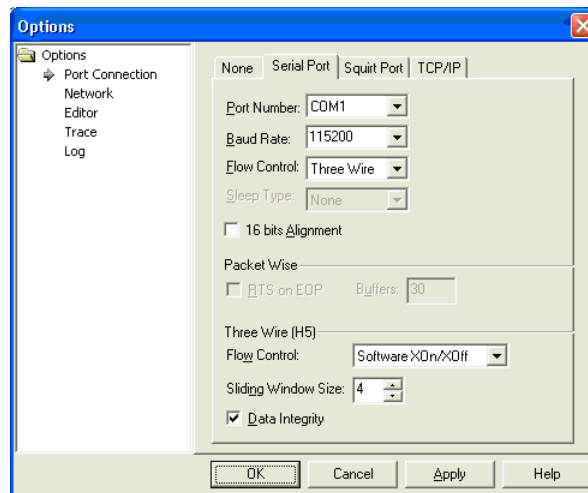 Options
Options
Port Connection
Network
Editor
Trace
Log
None Serial Port Squirt Port TCP/IP
Port Number: COM1
Baud Rate: 115200
Flow Control: Three Wire
Sleep Type: None
16 bits Alignment
Packet Wise
RTS on EOP Buffers: 30
Three Wire (H5)
Flow Control: Software XOn/XOff
Sliding Window Size: 4
Data Integrity
OK Cancel Apply Help